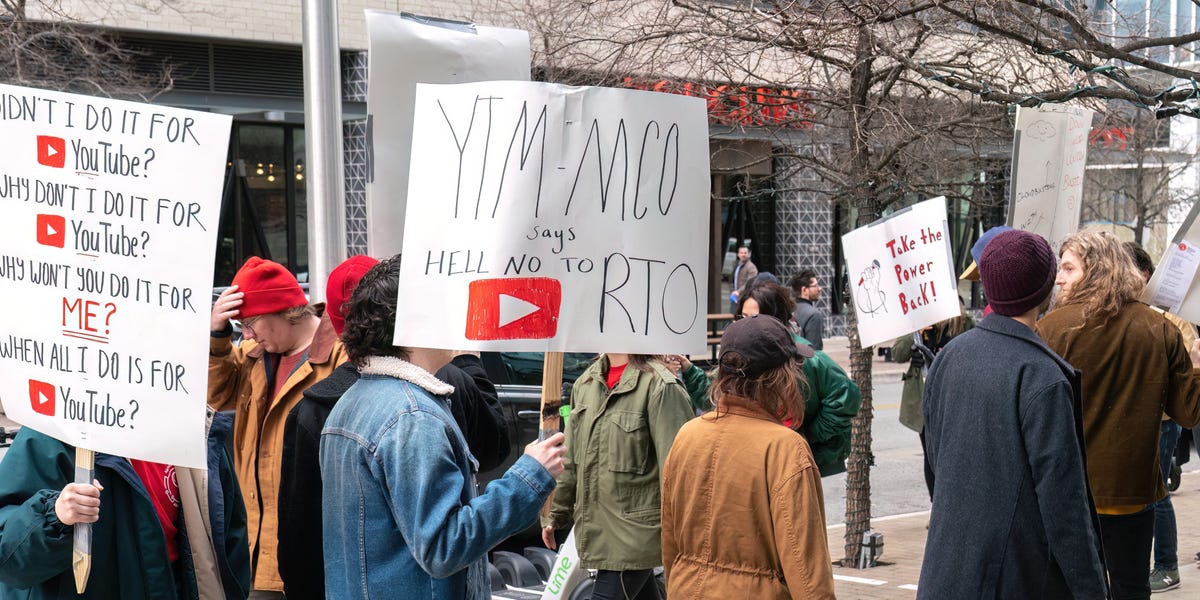 DIDN'T I DO IT FOR
YouTube?
WHY DON'T I DO IT FOR
YouTube?
WHY WON'T YOU DO IT FOR
ME?
WHEN ALL I DO IS FOR
YouTube?
YTM-MCO
says
HELL NO TO RTO
Take the
Power
Back!
CLOUDBUSTING
lime